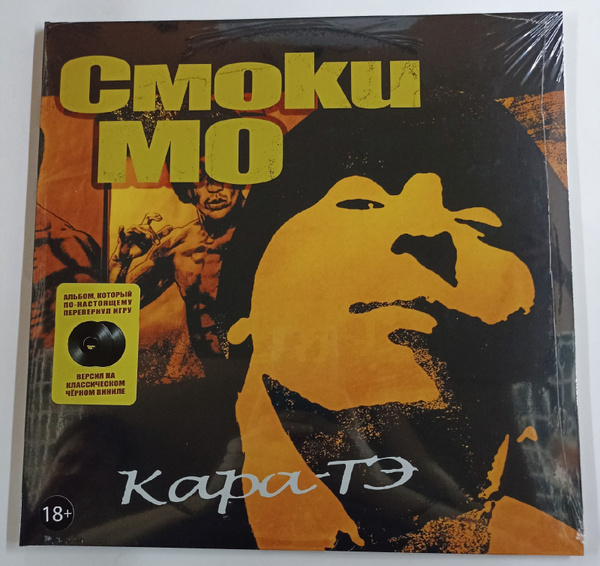 Смоки
МО
АЛЬБОМ, КОТОРЫЙ
ПО-НАСТОЯЩЕМУ
ПЕРЕВЕРНУЛ ИГРУ
ВЕРСИЯ НА
КЛАССИЧЕСКОМ
ЧЁРНОМ ВИНИЛЕ
Кара-тэ
18+